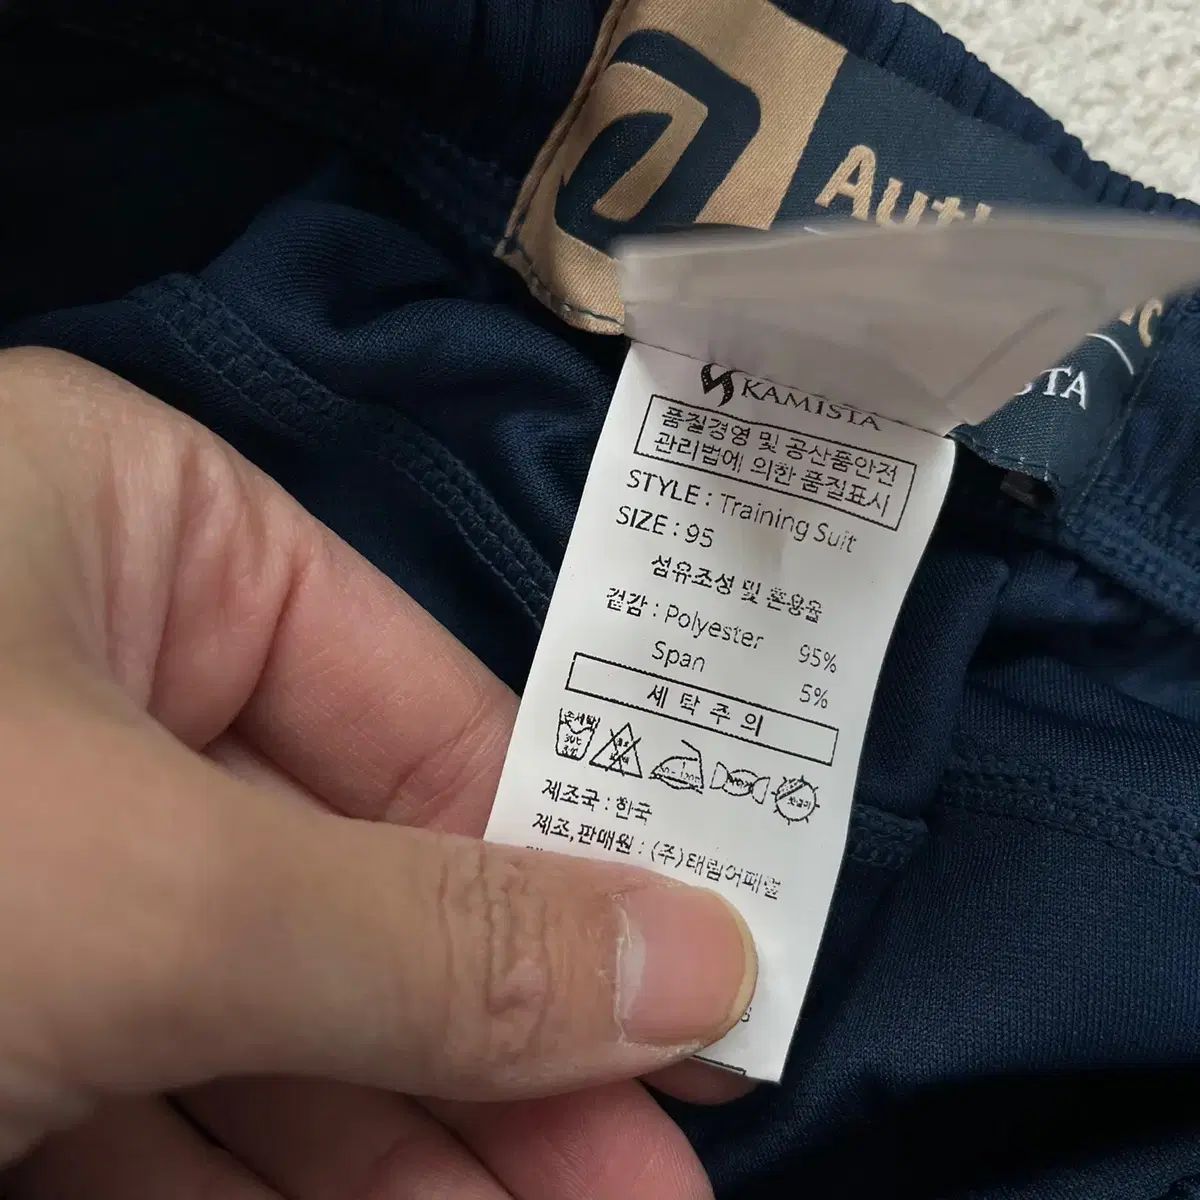 KAMISTA
품질경영 및 공산품안전
관리법에 의한 품질표시
STYLE : Training Suit
SIZE : 95
섬유조성 및 혼용율
겉감 : Polyester 95%
Span 5%
세 탁 주 의
손세탁
제조국 : 한국
제조,판매원 : (주)태림어패럴